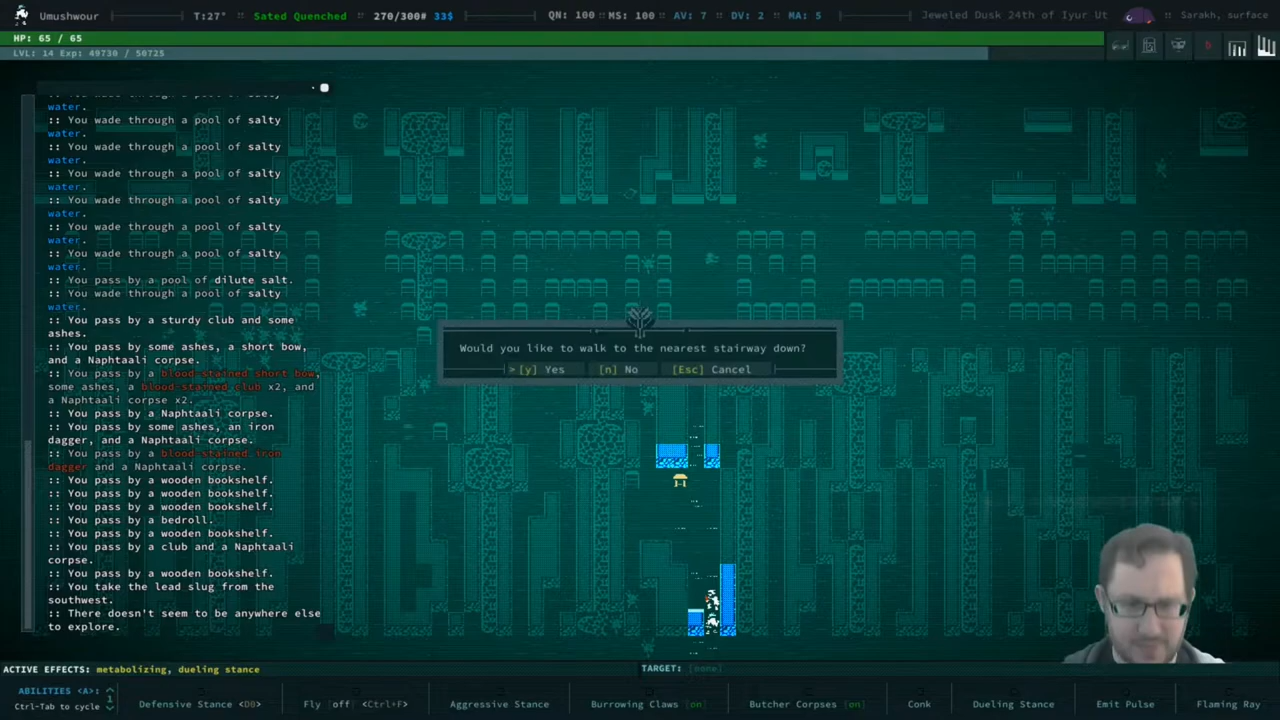 Umushwour T:27° Sated Quenched 270/300# 33$ QN: 100 MS: 100 AV: 7 DV: 2 MA: 5 Jeweled Dusk 24th of Iyur Ut Sarakh, surface
HP: 65 / 65
LVL: 14 Exp: 49730 / 50725
water.
:: You wade through a pool of salty
water.
:: You wade through a pool of salty
water.
:: You wade through a pool of salty
water.
:: You wade through a pool of salty
water.
:: You wade through a pool of salty
water.
:: You wade through a pool of salty
water.
:: You pass by a pool of dilute salt.
:: You wade through a pool of salty
water.
:: You pass by a sturdy club and some
ashes.
:: You pass by some ashes, a short bow,
and a Naphtaali corpse.
:: You pass by a blood-stained short bow,
some ashes, a blood-stained club x2, and
a Naphtaali corpse x2.
:: You pass by a Naphtaali corpse.
:: You pass by some ashes, an iron
dagger, and a Naphtaali corpse.
:: You pass by a blood-stained iron
dagger and a Naphtaali corpse.
:: You pass by a wooden bookshelf.
:: You pass by a wooden bookshelf.
:: You pass by a wooden bookshelf.
:: You pass by a bedroll.
:: You pass by a wooden bookshelf.
:: You pass by a club and a Naphtaali
corpse.
:: You pass by a wooden bookshelf.
:: You take the lead slug from the
southwest.
:: There doesn't seem to be anywhere else
to explore.
Would you like to walk to the nearest stairway down?
> [y] Yes [n] No [Esc] Cancel
ACTIVE EFFECTS: metabolizing, dueling stance
TARGET: [none]
ABILITIES <A>: 1
Ctrl-Tab to cycle
Defensive Stance <D0> Fly [off] <Ctrl+F> Aggressive Stance Burrowing Claws [on] Butcher Corpses [on] Conk Dueling Stance Emit Pulse Flaming Ray